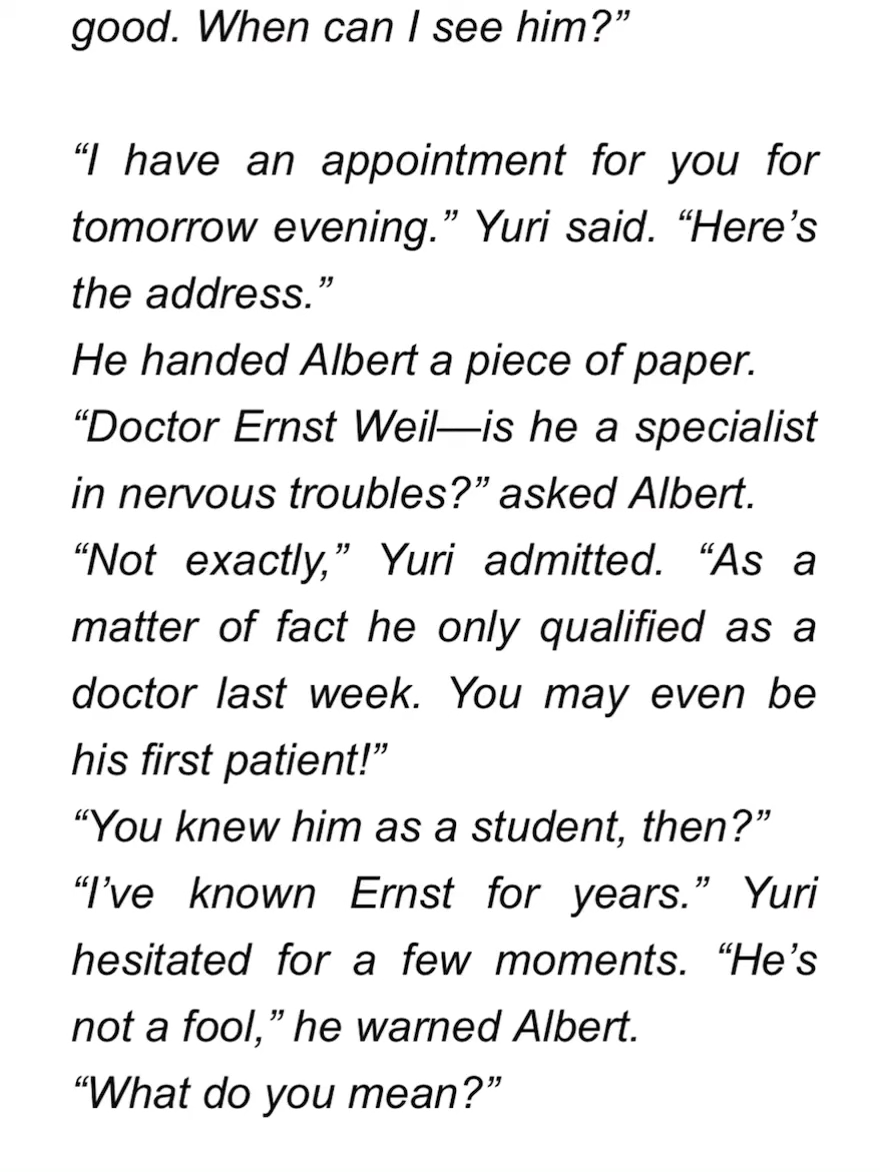 good. When can I see him?”
“I have an appointment for you for
tomorrow evening.” Yuri said. “Here’s
the address.”
He handed Albert a piece of paper.
“Doctor Ernst Weil—is he a specialist
in nervous troubles?” asked Albert.
“Not exactly,” Yuri admitted. “As a
matter of fact he only qualified as a
doctor last week. You may even be
his first patient!”
“You knew him as a student, then?”
“I’ve known Ernst for years.” Yuri
hesitated for a few moments. “He’s
not a fool,” he warned Albert.
“What do you mean?”